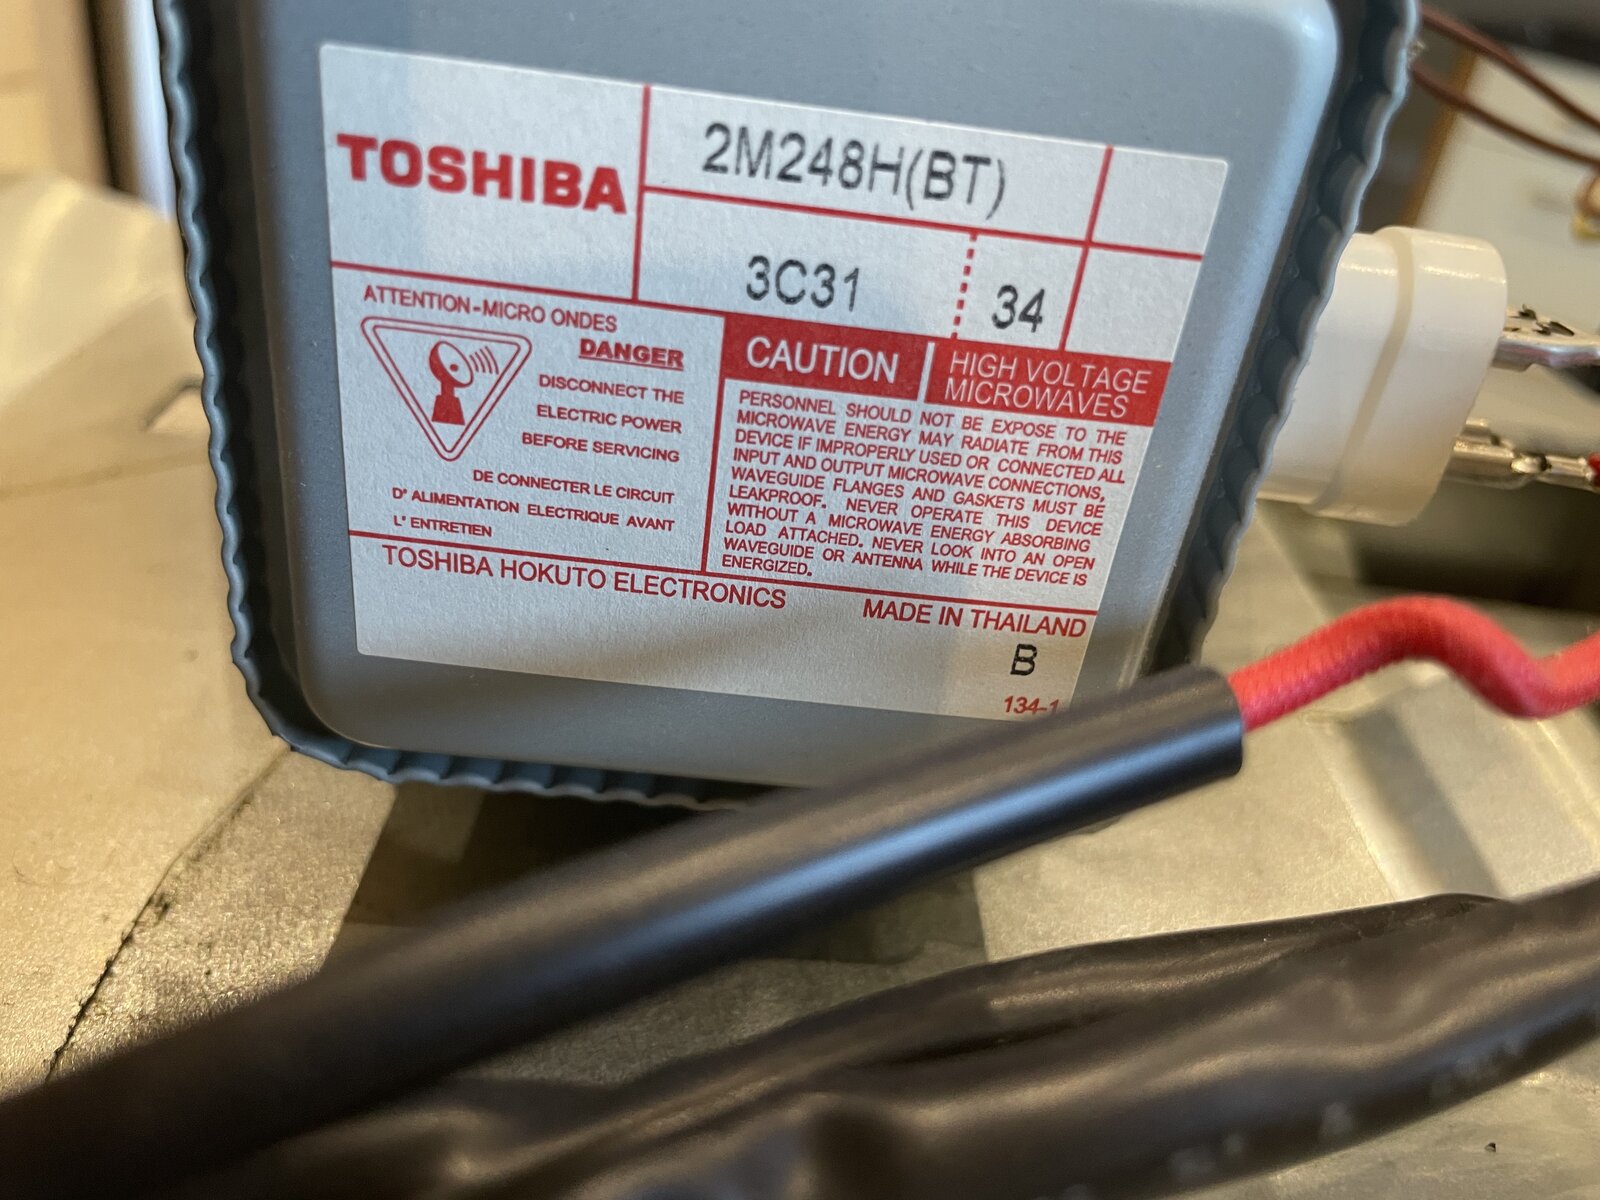 TOSHIBA
2M248H(BT)
3C31
34
ATTENTION-MICRO ONDES
DANGER
DISCONNECT THE
ELECTRIC POWER
BEFORE SERVICING
DE CONNECTER LE CIRCUIT
D' ALIMENTATION ELECTRIQUE AVANT
L' ENTRETIEN
CAUTION
HIGH VOLTAGE
MICROWAVES
PERSONNEL SHOULD NOT BE EXPOSE TO THE
MICROWAVE ENERGY MAY RADIATE FROM THIS
DEVICE IF IMPROPERLY USED OR CONNECTED ALL
INPUT AND OUTPUT MICROWAVE CONNECTIONS,
WAVEGUIDE FLANGES AND GASKETS MUST BE
LEAKPROOF. NEVER OPERATE THIS DEVICE
WITHOUT A MICROWAVE ENERGY ABSORBING
LOAD ATTACHED. NEVER LOOK INTO AN OPEN
WAVEGUIDE OR ANTENNA WHILE THE DEVICE IS
ENERGIZED.
TOSHIBA HOKUTO ELECTRONICS
MADE IN THAILAND
B
134-1